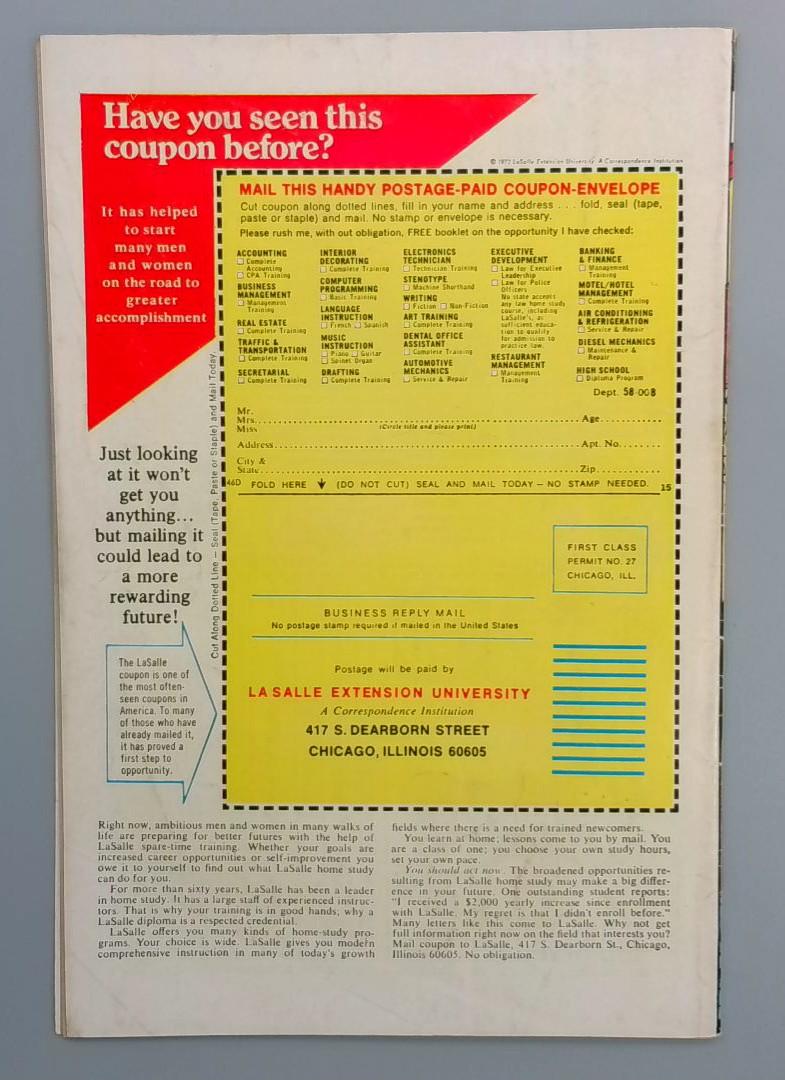 Have you seen this
coupon before?
© 1972 LaSalle Extension University A Correspondence Institution
It has helped
to start
many men
and women
on the road to
greater
accomplishment
MAIL THIS HANDY POSTAGE-PAID COUPON-ENVELOPE
Cut coupon along dotted lines, fill in your name and address . . . fold, seal (tape,
paste or staple) and mail. No stamp or envelope is necessary.
Please rush me, with out obligation, FREE booklet on the opportunity I have checked:
ACCOUNTING
Complete
Accounting
CPA Training
BUSINESS
MANAGEMENT
Management
Training
REAL ESTATE
Complete Training
TRAFFIC &
TRANSPORTATION
Complete Training
SECRETARIAL
Complete Training
INTERIOR
DECORATING
Complete Training
COMPUTER
PROGRAMMING
Basic Training
LANGUAGE
INSTRUCTION
French Spanish
MUSIC
INSTRUCTION
Piano Guitar
Spinet Organ
DRAFTING
Complete Training
ELECTRONICS
TECHNICIAN
Technician Training
STENOTYPE
Machine Shorthand
WRITING
Fiction Non-Fiction
ART TRAINING
Complete Training
DENTAL OFFICE
ASSISTANT
Complete Training
AUTOMOTIVE
MECHANICS
Service & Repair
EXECUTIVE
DEVELOPMENT
Law for Executive
Leadership
Law for Police
Officers
No state accepts
any law home study
course, including
LaSalle's, as
sufficient educa-
tion to qualify
for admission to
practice law.
RESTAURANT
MANAGEMENT
Management
Training
BANKING
& FINANCE
Management
Training
MOTEL/HOTEL
MANAGEMENT
Complete Training
AIR CONDITIONING
& REFRIGERATION
Service & Repair
DIESEL MECHANICS
Maintenance &
Repair
HIGH SCHOOL
Diploma Program
Dept. 58-008
Mr.
Mrs. Age
Miss (Circle title and please print)
Address Apt. No.
City &
State Zip
46D FOLD HERE (DO NOT CUT) SEAL AND MAIL TODAY – NO STAMP NEEDED. 15
Cut Along Dotted Line – Seal (Tape, Paste or Staple) and Mail Today.
Just looking
at it won't
get you
anything...
but mailing it
could lead to
a more
rewarding
future!
FIRST CLASS
PERMIT NO. 27
CHICAGO, ILL.
BUSINESS REPLY MAIL
No postage stamp required if mailed in the United States
The LaSalle
coupon is one of
the most often-
seen coupons in
America. To many
of those who have
already mailed it,
it has proved a
first step to
opportunity.
Postage will be paid by
LA SALLE EXTENSION UNIVERSITY
A Correspondence Institution
417 S. DEARBORN STREET
CHICAGO, ILLINOIS 60605
Right now, ambitious men and women in many walks of
life are preparing for better futures with the help of
LaSalle spare-time training. Whether your goals are
increased career opportunities or self-improvement you
owe it to yourself to find out what LaSalle home study
can do for you.
For more than sixty years, LaSalle has been a leader
in home study. It has a large staff of experienced instruc-
tors. That is why your training is in good hands; why a
LaSalle diploma is a respected credential.
LaSalle offers you many kinds of home-study pro-
grams. Your choice is wide. LaSalle gives you modern
comprehensive instruction in many of today's growth
fields where there is a need for trained newcomers.
You learn at home; lessons come to you by mail. You
are a class of one; you choose your own study hours,
set your own pace.
You should act now. The broadened opportunities re-
sulting from LaSalle home study may make a big differ-
ence in your future. One outstanding student reports:
"I received a $2,000 yearly increase since enrollment
with LaSalle. My regret is that I didn't enroll before."
Many letters like this come to LaSalle. Why not get
full information right now on the field that interests you?
Mail coupon to LaSalle, 417 S. Dearborn St., Chicago,
Illinois 60605. No obligation.